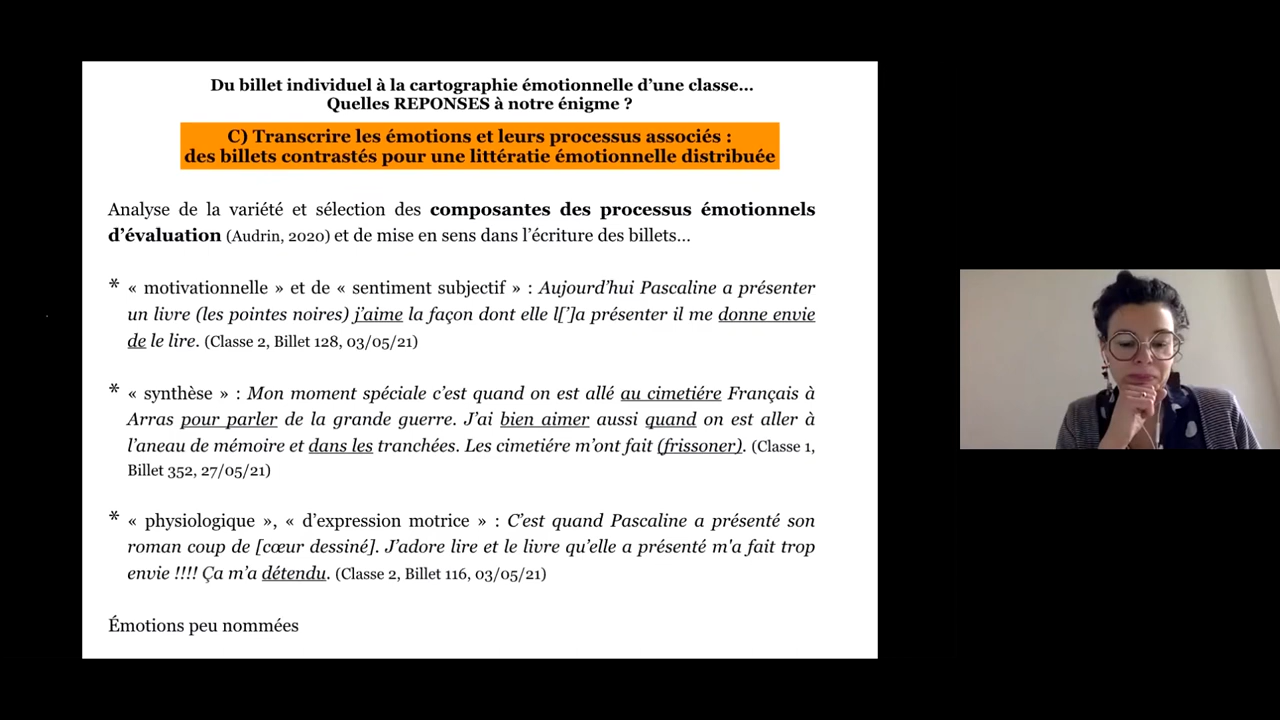 Du billet individuel à la cartographie émotionnelle d’une classe…
Quelles REPONSES à notre énigme ?
C) Transcrire les émotions et leurs processus associés :
des billets contrastés pour une littératie émotionnelle distribuée
Analyse de la variété et sélection des composantes des processus émotionnels
d’évaluation (Audrin, 2020) et de mise en sens dans l’écriture des billets…
* « motivationnelle » et de « sentiment subjectif » : Aujourd’hui Pascaline a présenter
un livre (les pointes noires) j’aime la façon dont elle l[’]a présenter il me donne envie
de le lire. (Classe 2, Billet 128, 03/05/21)
* « synthèse » : Mon moment spéciale c’est quand on est allé au cimetiére Français à
Arras pour parler de la grande guerre. J’ai bien aimer aussi quand on est aller à
l’aneau de mémoire et dans les tranchées. Les cimetiére m’ont fait (frissoner). (Classe 1,
Billet 352, 27/05/21)
* « physiologique », « d’expression motrice » : C’est quand Pascaline a présenté son
roman coup de [cœur dessiné]. J’adore lire et le livre qu’elle a présenté m'a fait trop
envie !!!! Ça m’a détendu. (Classe 2, Billet 116, 03/05/21)
Émotions peu nommées